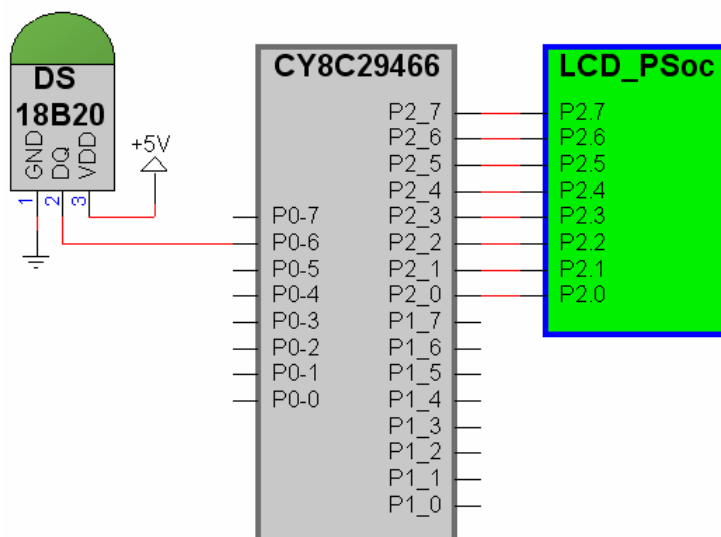 DS
18B20
GND
DQ
VDD
1
2
3
+5V
CY8C29466
P0-7
P0-6
P0-5
P0-4
P0-3
P0-2
P0-1
P0-0
P2_7
P2_6
P2_5
P2_4
P2_3
P2_2
P2_1
P2_0
P1_7
P1_6
P1_5
P1_4
P1_3
P1_2
P1_1
P1_0
LCD_PSoc
P2.7
P2.6
P2.5
P2.4
P2.3
P2.2
P2.1
P2.0